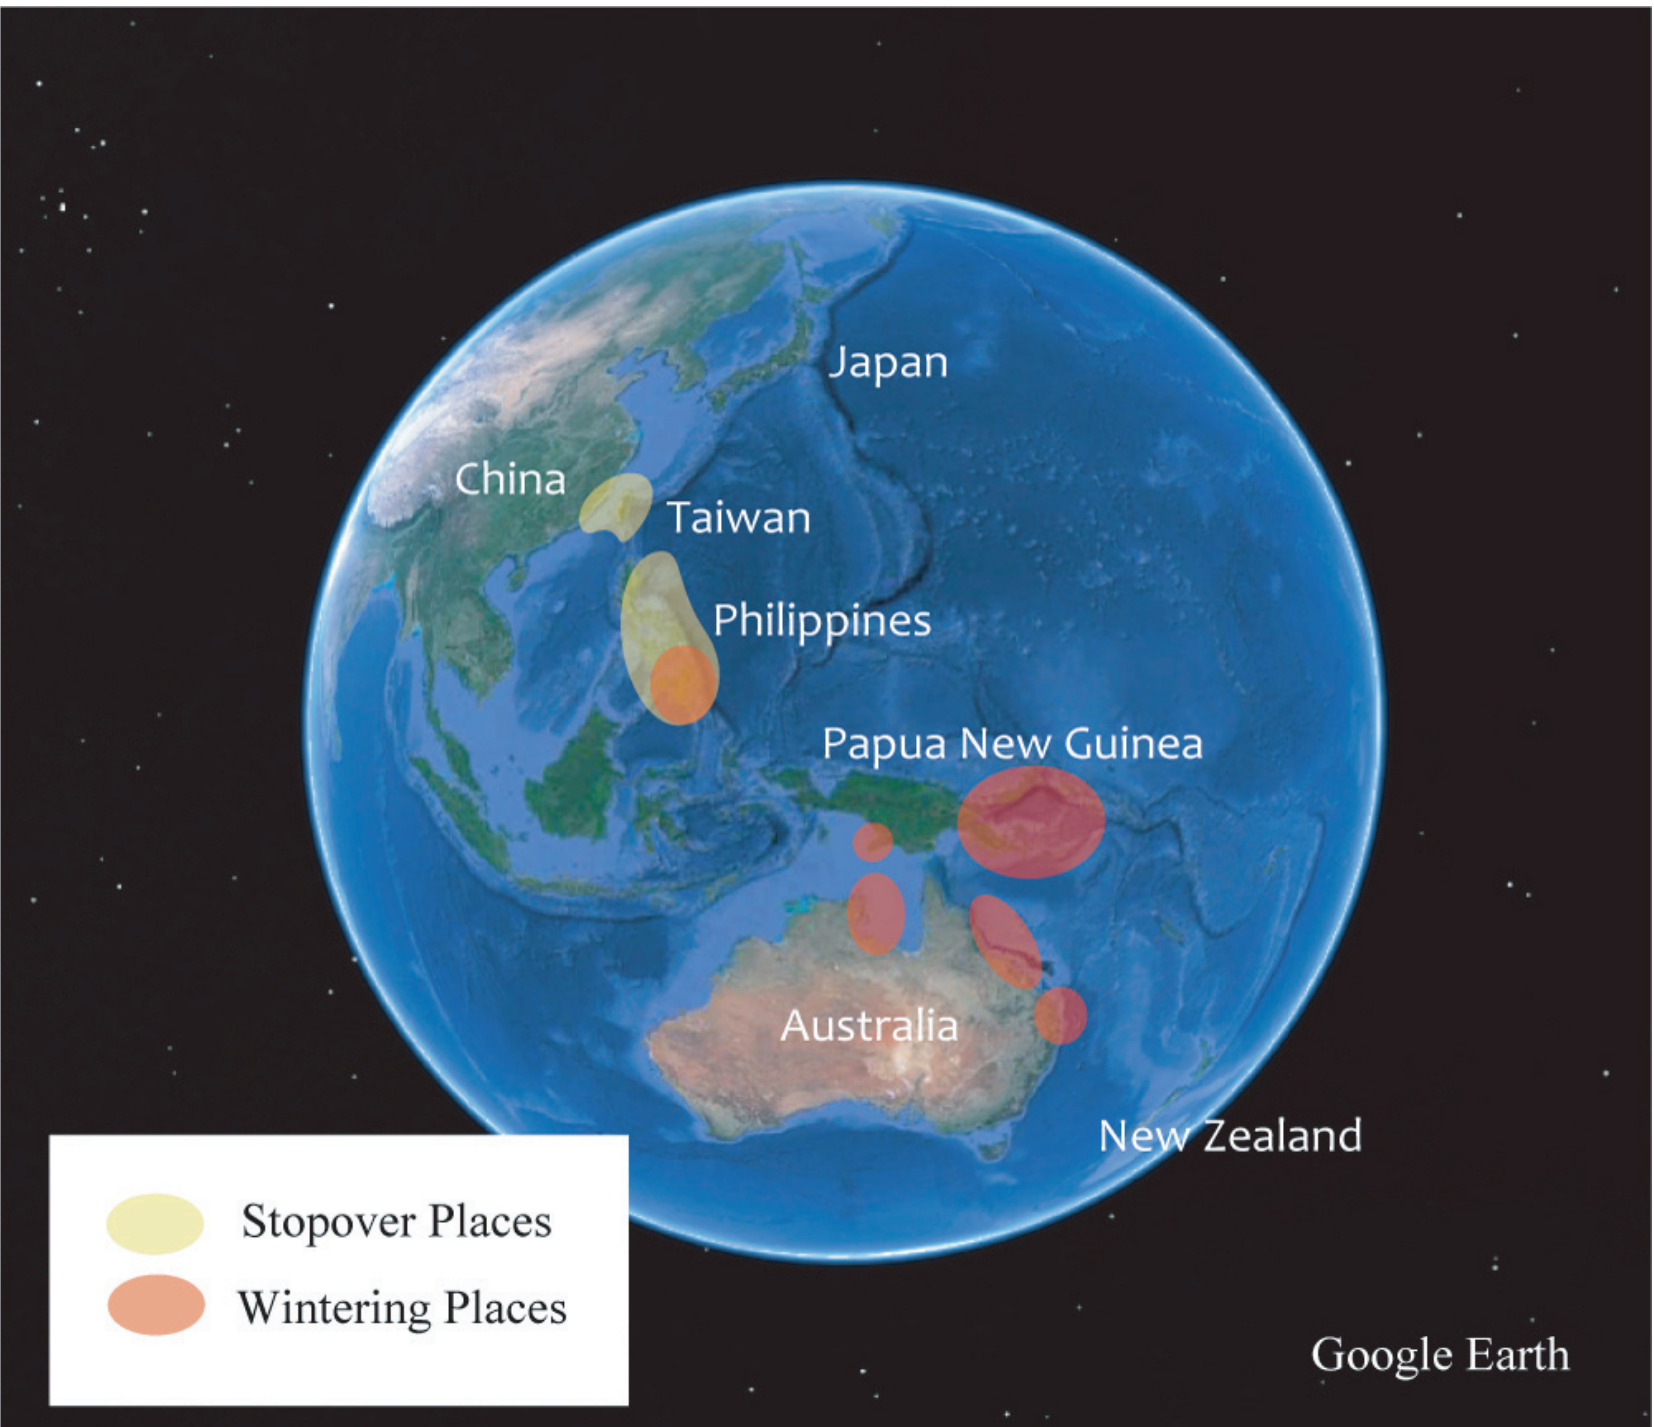 Japan
China
Taiwan
Philippines
Papua New Guinea
Australia
New Zealand
Stopover Places
Wintering Places
Google Earth